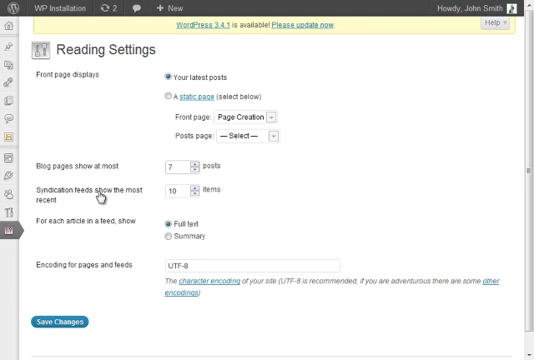 WP Installation 2 + New Howdy, John Smith
WordPress 3.4.1 is available! Please update now. Help
Reading Settings
Front page displays
Your latest posts
A static page (select below)
Front page: Page Creation
Posts page: — Select —
Blog pages show at most 7 posts
Syndication feeds show the most 10 items
recent
For each article in a feed, show
Full text
Summary
Encoding for pages and feeds UTF-8
The character encoding of your site (UTF-8 is recommended, if you are adventurous there are some other
encodings)
Save Changes